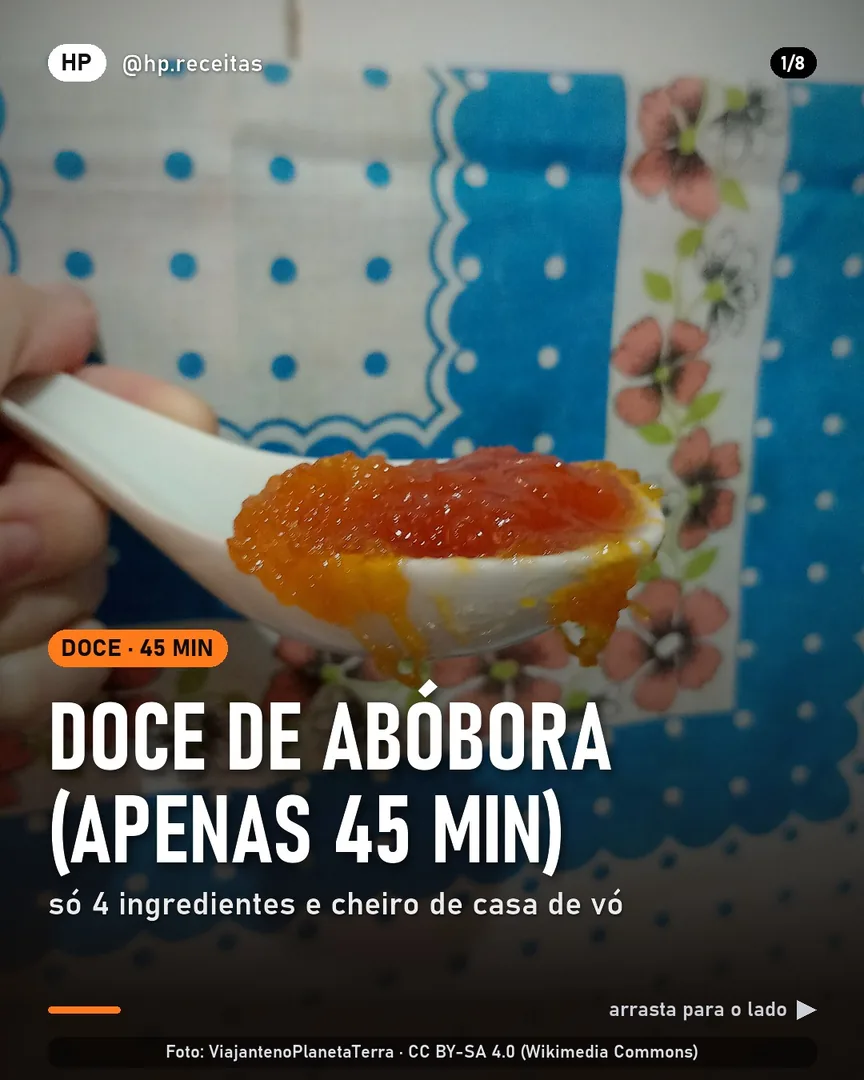 HP @hp.receitas 1/8
DOCE · 45 MIN
DOCE DE ABÓBORA
(APENAS 45 MIN)
só 4 ingredientes e cheiro de casa de vó
arrasta para o lado ▶
Foto: ViajantenoPlanetaTerra · CC BY-SA 4.0 (Wikimedia Commons)